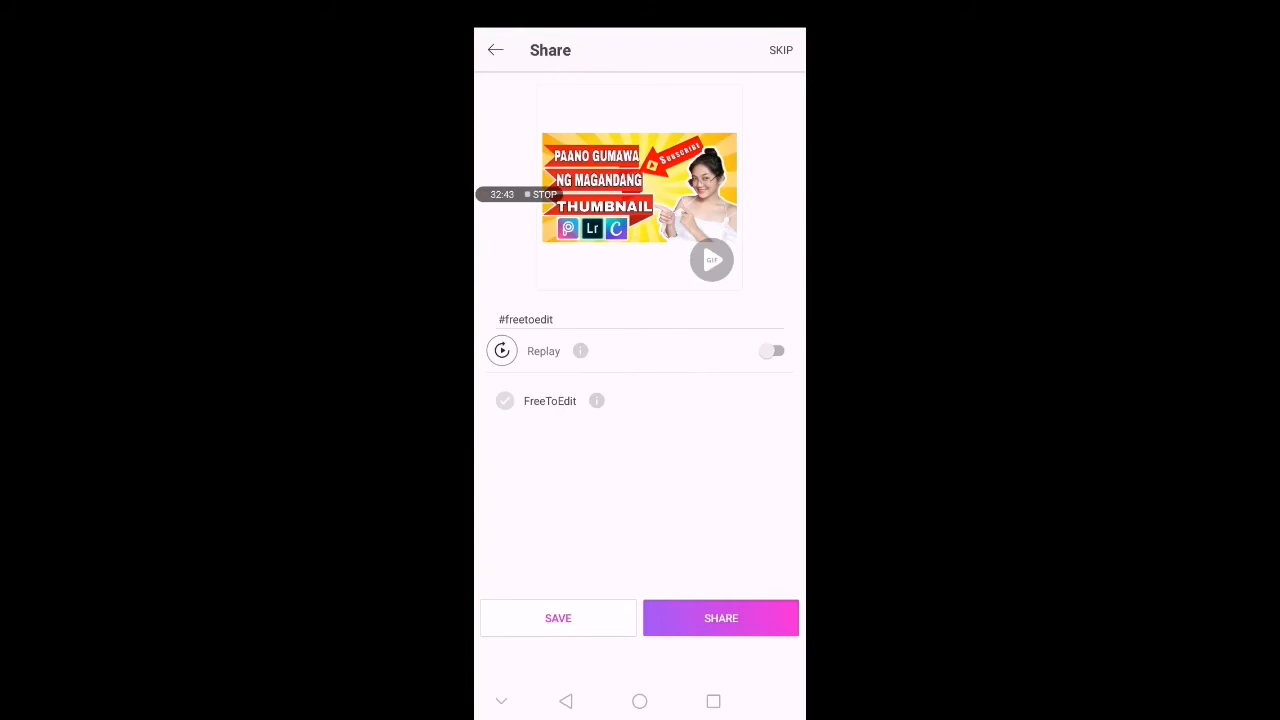 Share
SKIP
PAANO GUMAWA
SUBSCRIBE
NG MAGANDANG
32:43 STOP
THUMBNAIL
Lr
GIF
#freetoedit
Replay
FreeToEdit
SAVE
SHARE